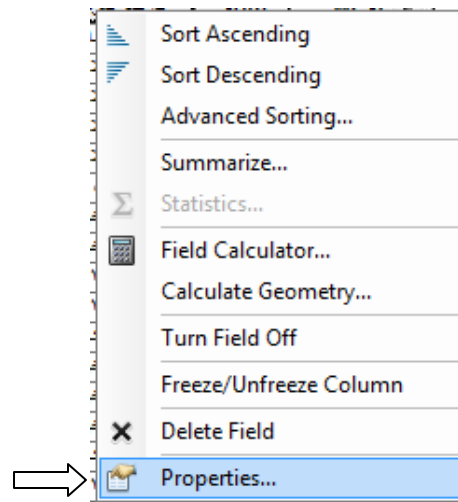 Sort Ascending
Sort Descending
Advanced Sorting...
Summarize...
Statistics...
Field Calculator...
Calculate Geometry...
Turn Field Off
Freeze/Unfreeze Column
Delete Field
Properties...